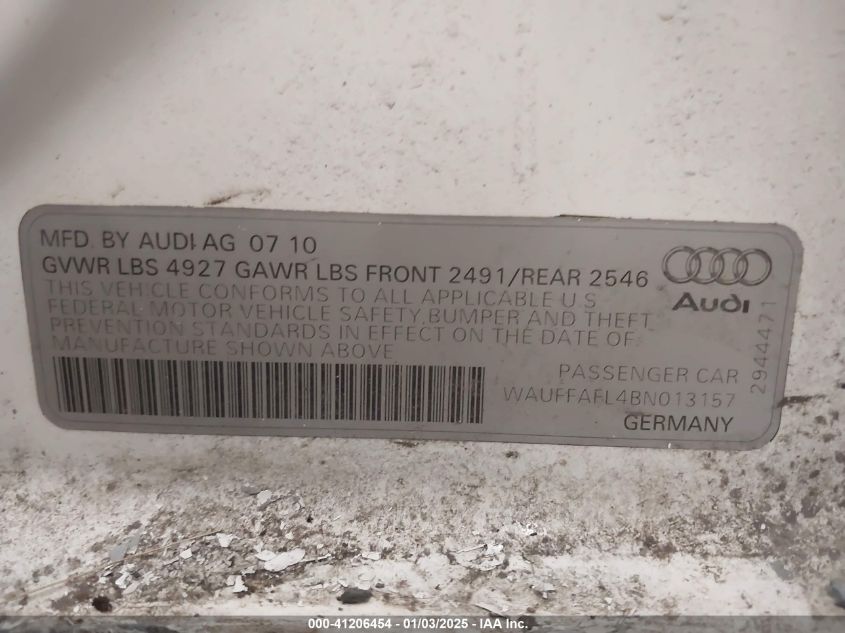 MFD. BY AUDI AG 07 10
GVWR LBS 4927 GAWR LBS FRONT 2491/REAR 2546
THIS VEHICLE CONFORMS TO ALL APPLICABLE U S
FEDERAL MOTOR VEHICLE SAFETY, BUMPER AND THEFT
PREVENTION STANDARDS IN EFFECT ON THE DATE OF
MANUFACTURE SHOWN ABOVE
Audi
2944471
PASSENGER CAR
WAUFFAFL4BN013157
GERMANY
000-41206454 - 01/03/2025 - IAA Inc.